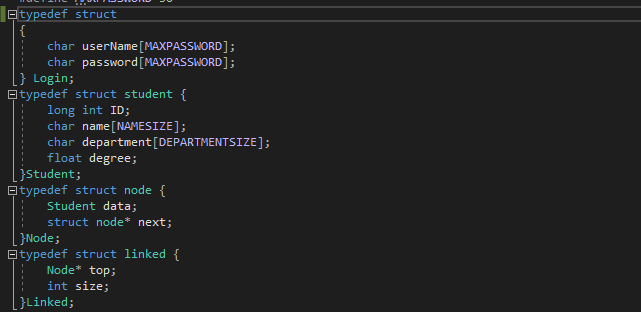 typedef struct
{
char userName[MAXPASSWORD];
char password[MAXPASSWORD];
} Login;
typedef struct student {
long int ID;
char name[NAMESIZE];
char department[DEPARTMENTSIZE];
float degree;
}Student;
typedef struct node {
Student data;
struct node* next;
}Node;
typedef struct linked {
Node* top;
int size;
}Linked;